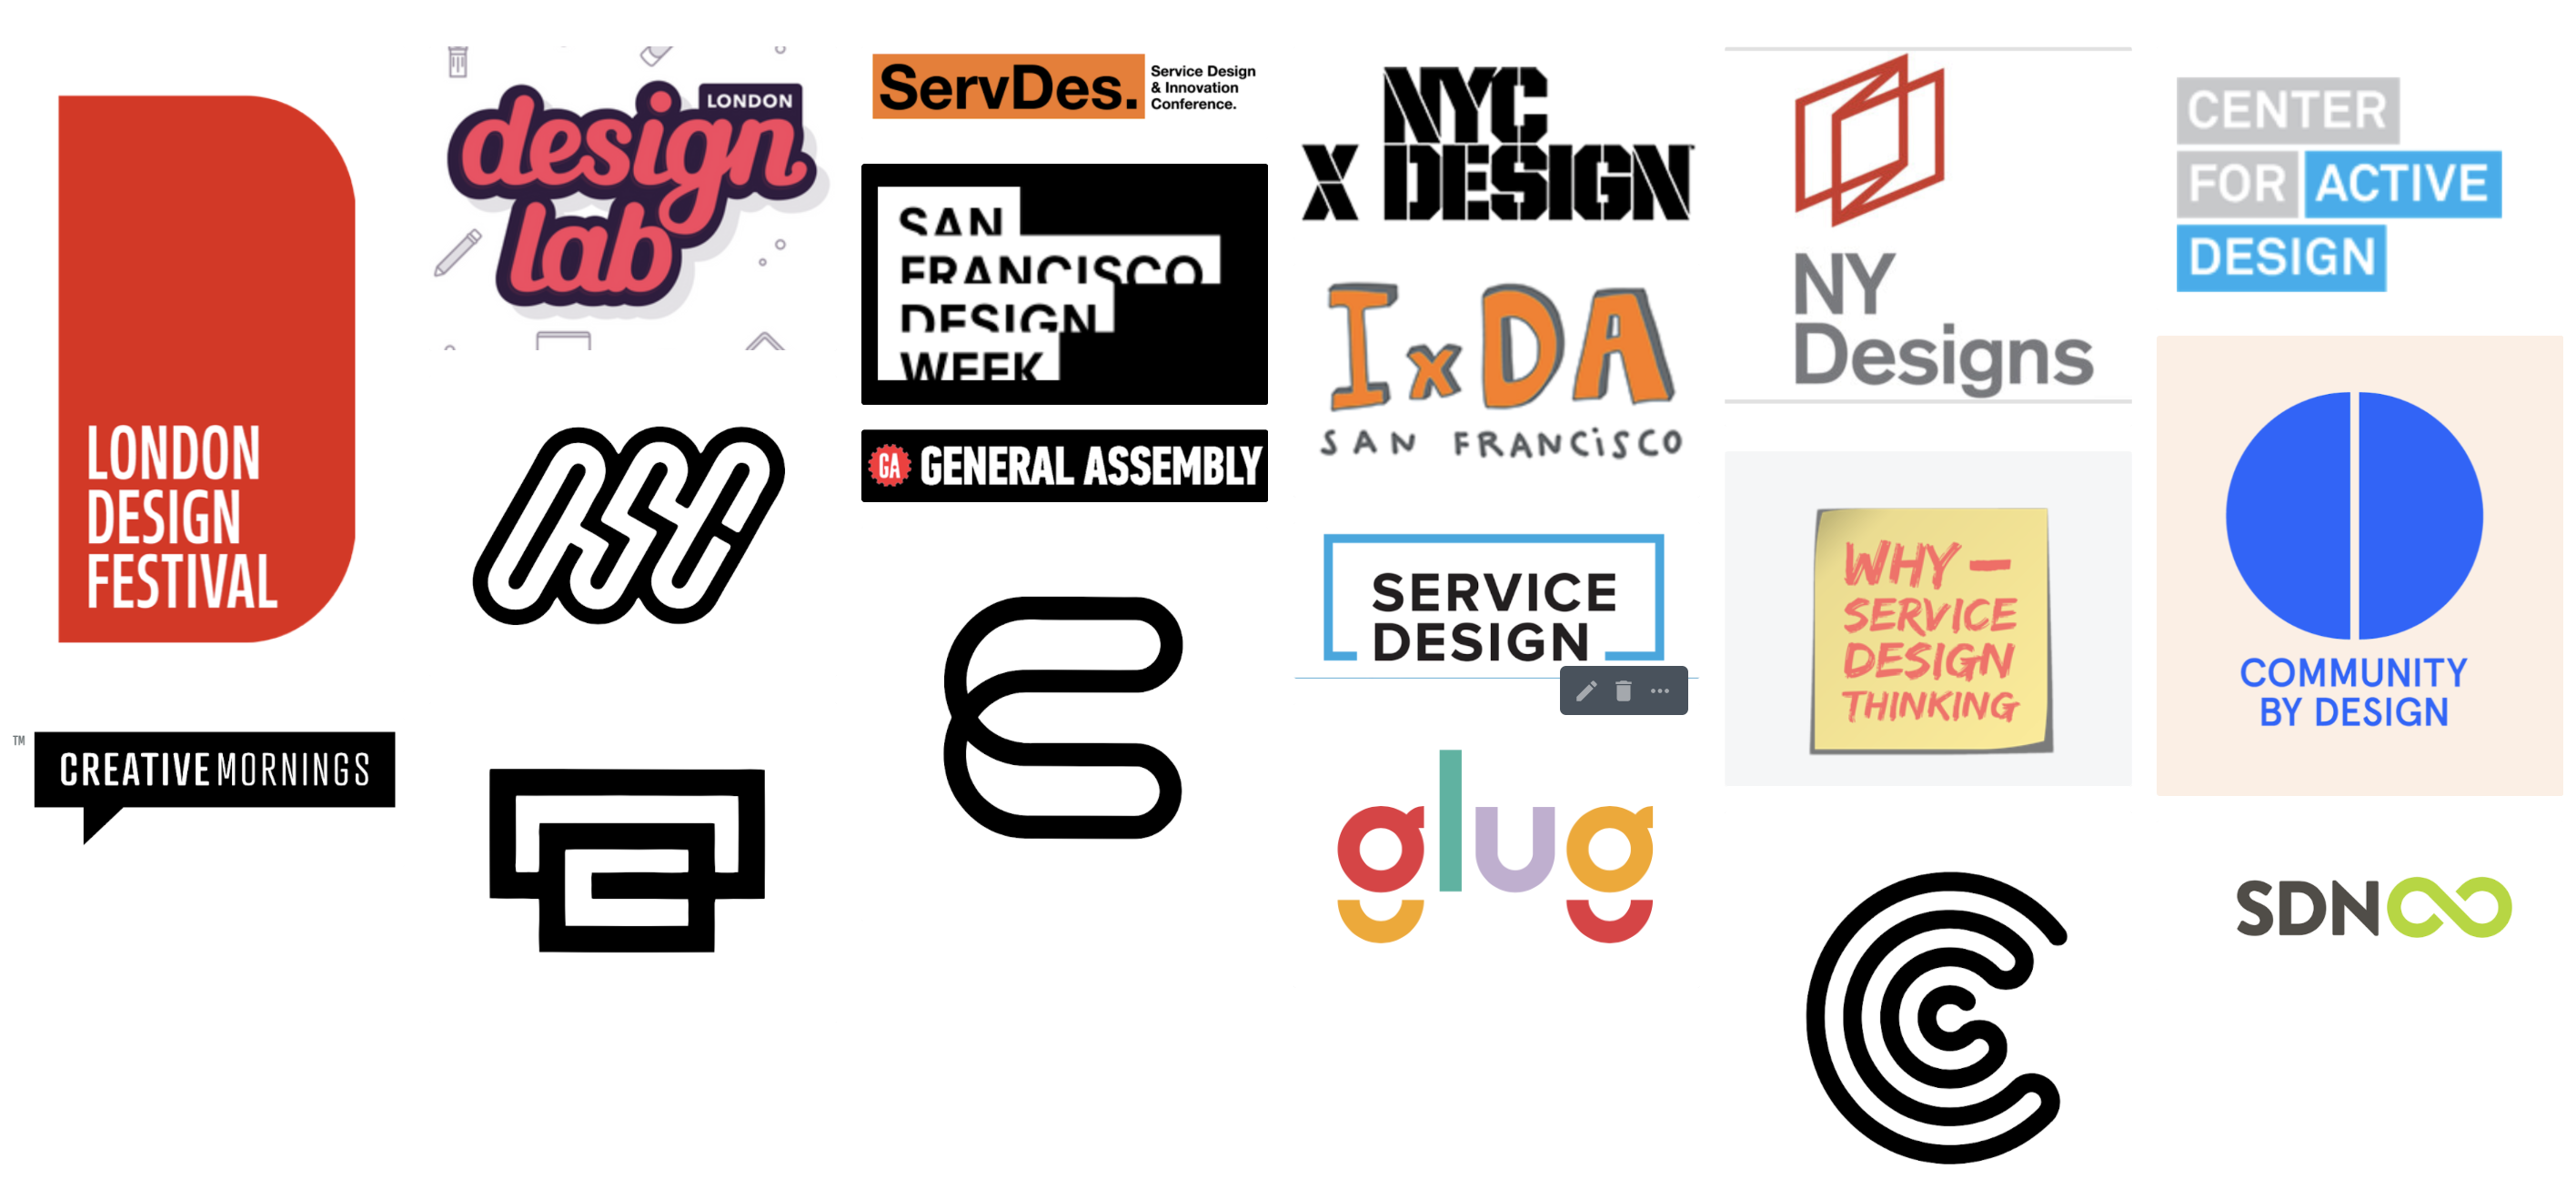 LONDON
DESIGN
FESTIVAL
TM
CREATIVEMORNINGS
LONDON
design
lab
ServDes.
Service Design
& Innovation
Conference.
SAN
FRANCISCO
DESIGN
WEEK
GA
GENERAL ASSEMBLY
NYC
X DESIGN
IxDA
SAN FRANCiSCO
SERVICE
DESIGN
glug
NY
Designs
WHY —
SERVICE
DESIGN
THINKING
CENTER
FOR ACTIVE
DESIGN
COMMUNITY
BY DESIGN
SDN